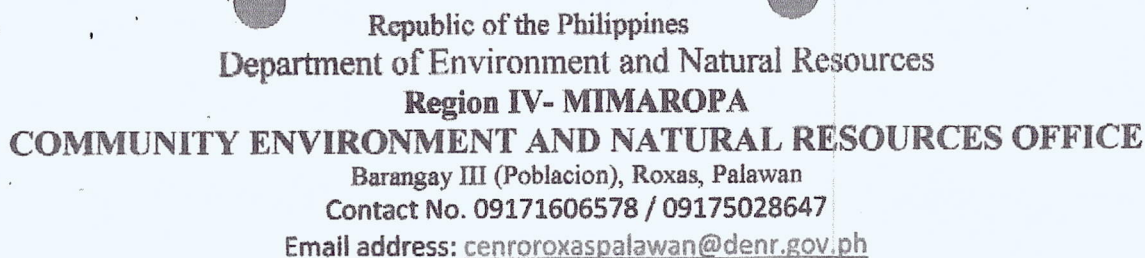 Republic of the Philippines
Department of Environment and Natural Resources
Region IV- MIMAROPA
COMMUNITY ENVIRONMENT AND NATURAL RESOURCES OFFICE
Barangay III (Poblacion), Roxas, Palawan
Contact No. 09171606578 / 09175028647
Email address: cenroroxaspalawan@denr.gov.ph